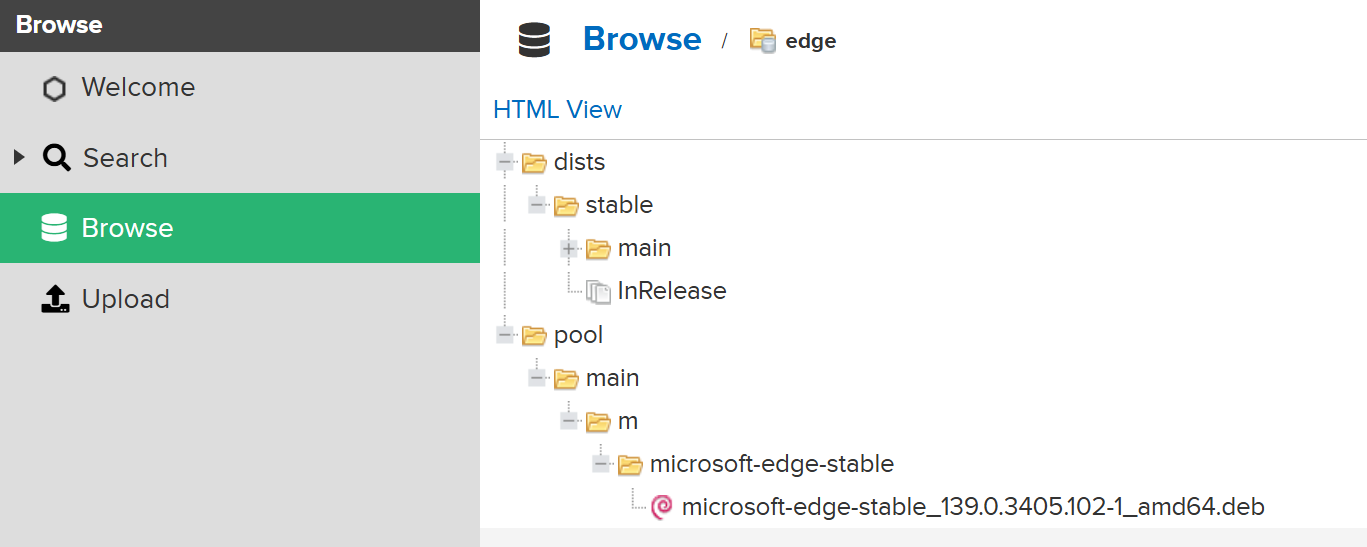 Browse
Welcome
Search
Browse
Upload
Browse / edge
HTML View
dists
stable
main
InRelease
pool
main
m
microsoft-edge-stable
microsoft-edge-stable_139.0.3405.102-1_amd64.deb